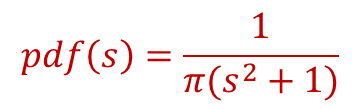 pdf(s) = 1 / π(s² + 1)